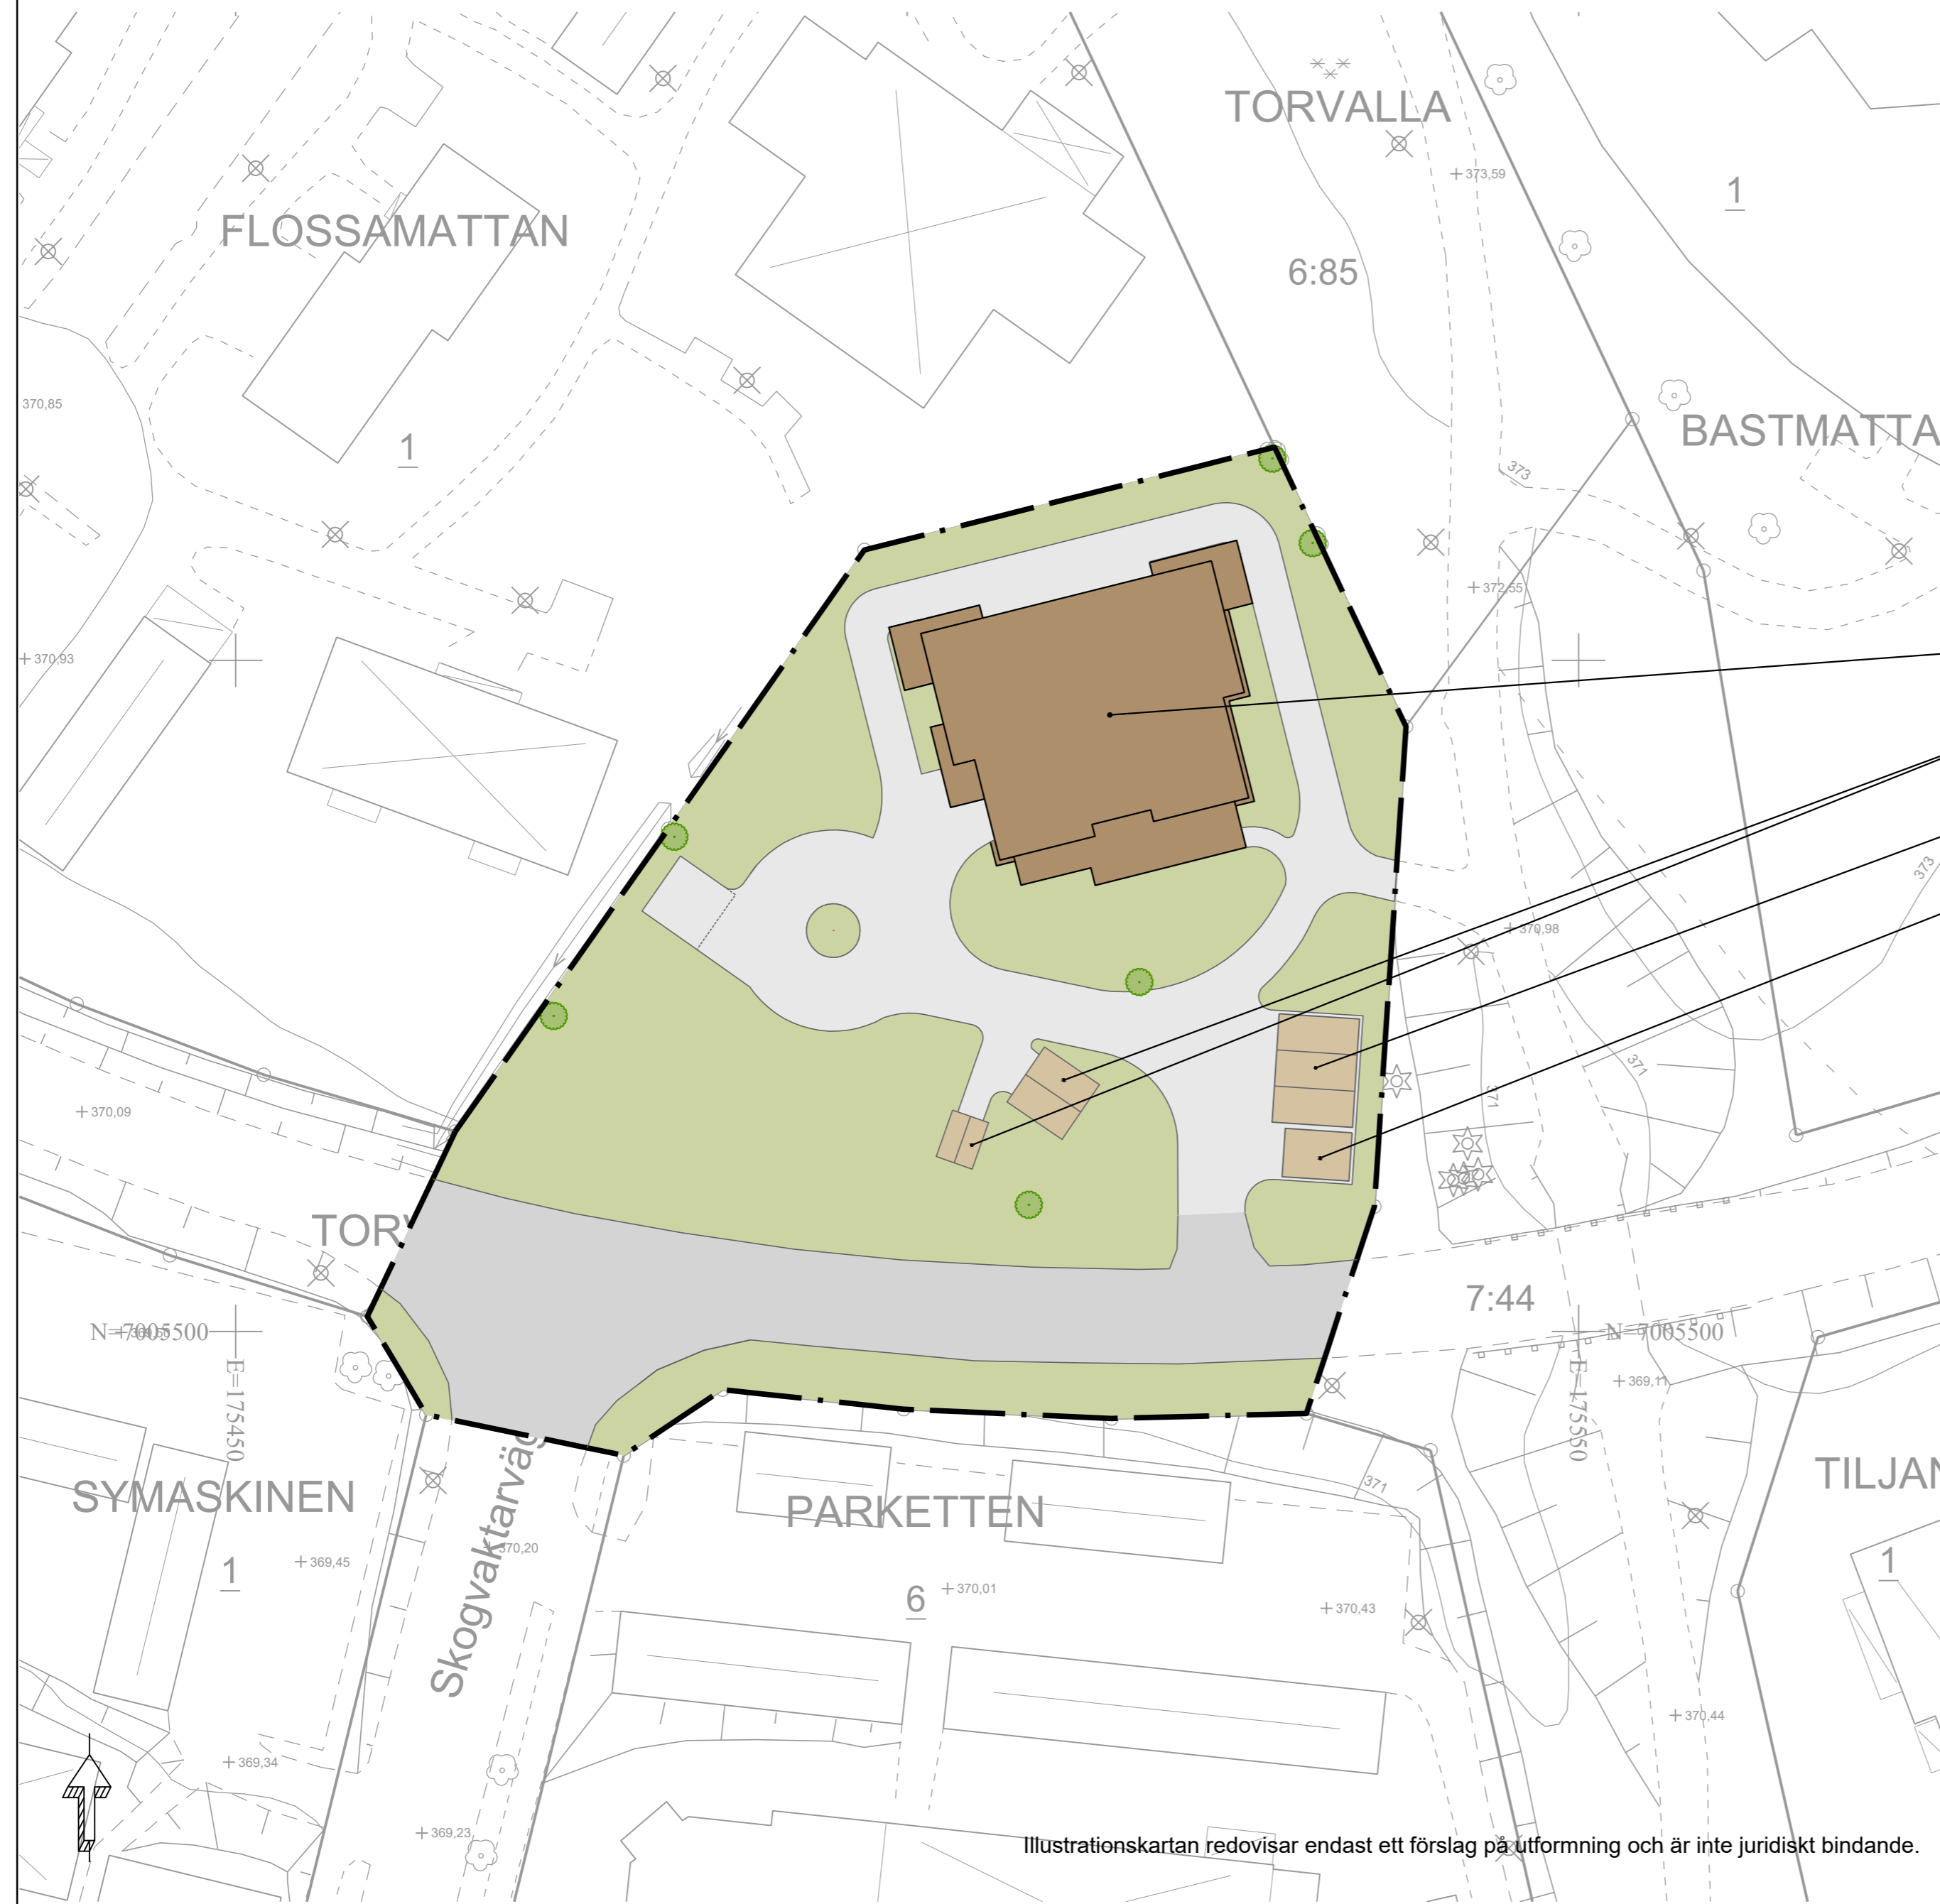 TORVALLA
373,59
1
FLOSSAMATTAN
6:85
370,85
BASTMATTA
1
373
372,55
370,93
373
370,98
371
371
370,09
TORV
7:44
N=7005500
N=7005500
E=175450
E=175550
369,11
371
SYMASKINEN
PARKETTEN
TILJAN
Skogvaktarväg
370,20
369,45
1
6
370,01
370,43
1
370,44
369,34
369,23
Illustrationskartan redovisar endast ett förslag på utformning och är inte juridiskt bindande.